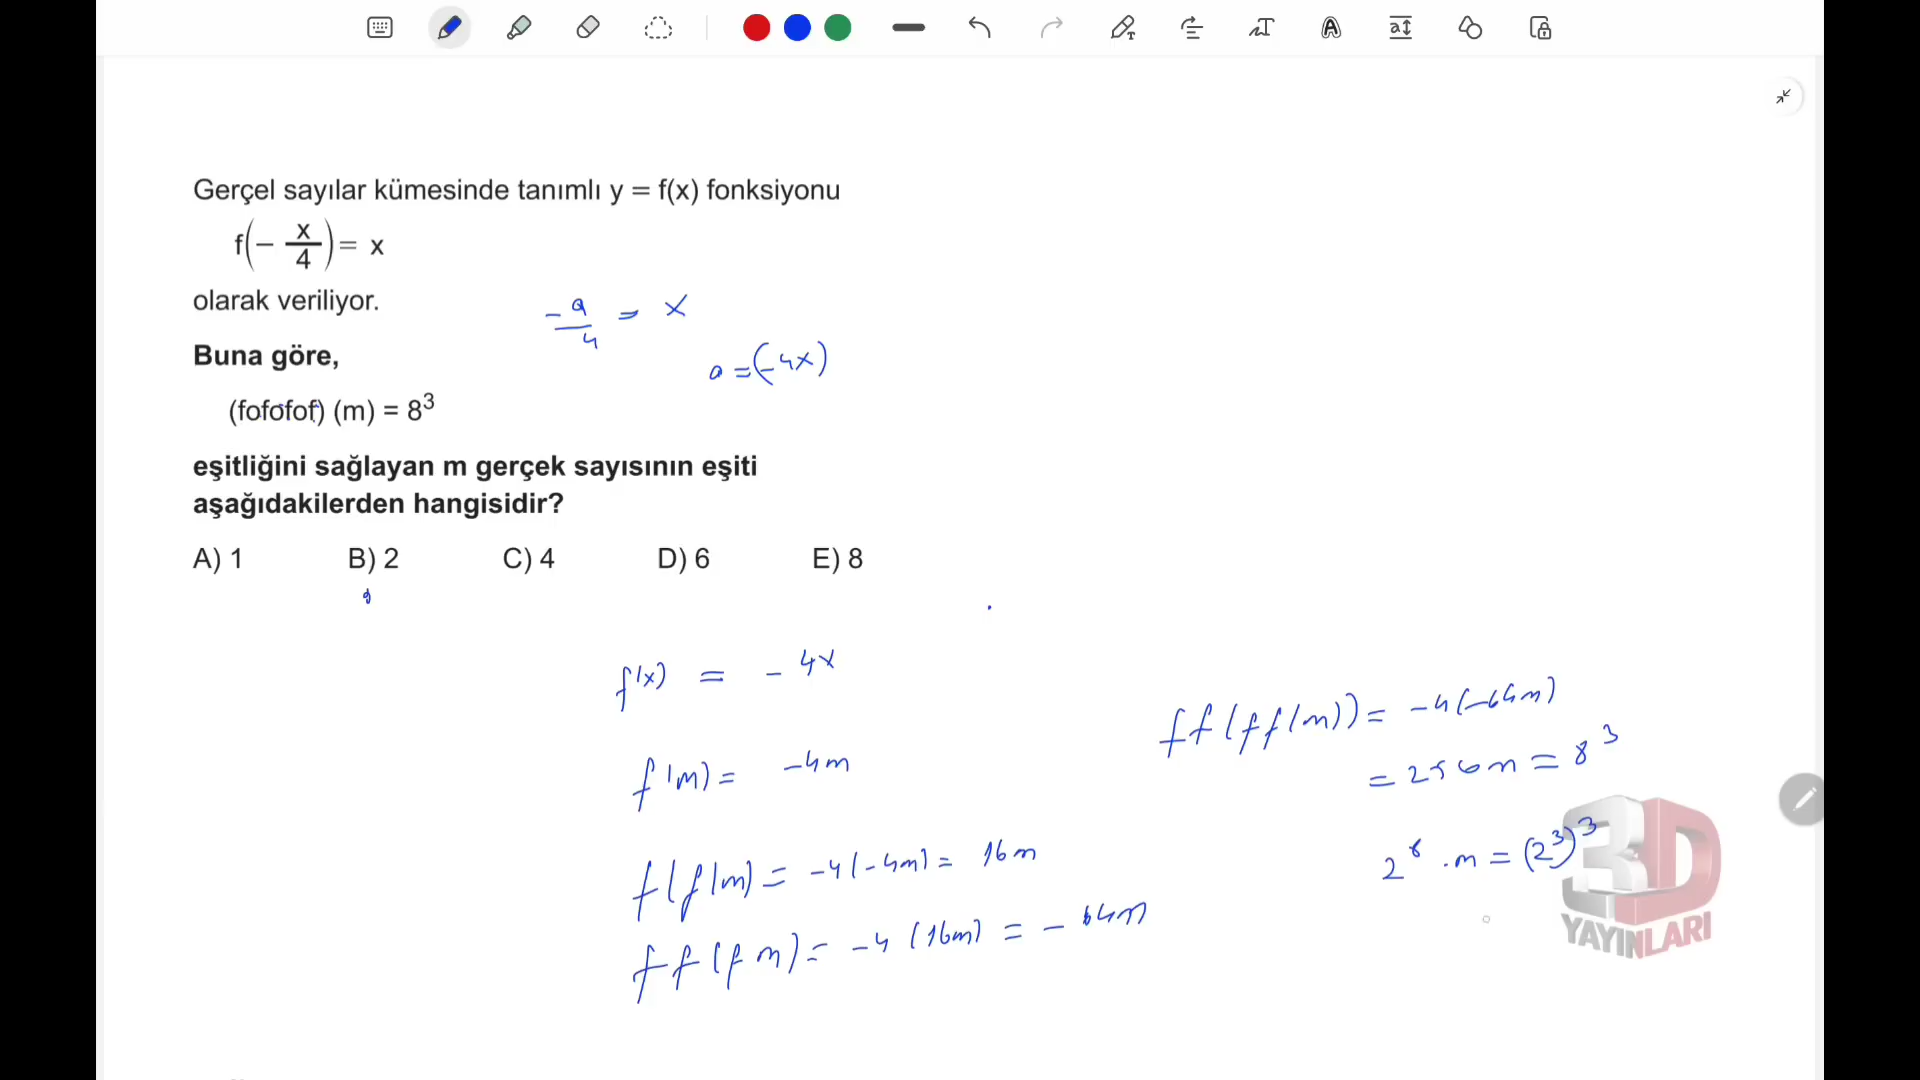 Gerçel sayılar kümesinde tanımlı y = f(x) fonksiyonu
f(- x/4) = x
olarak veriliyor.
-a/4 = x
Buna göre,
a = (-4x)
(fofofof) (m) = 8³
eşitliğini sağlayan m gerçek sayısının eşiti
aşağıdakilerden hangisidir?
A) 1 B) 2 C) 4 D) 6 E) 8
f(x) = - 4x
f(m) = -4m
f(f(m) = -4(-4m) = 16m
ff(fm) = -4 (16m) = - 64m
ff(ff(m)) = -4(-64m)
= 256m = 8³
2⁸ .m = (2³)³
3D
YAYINLARI